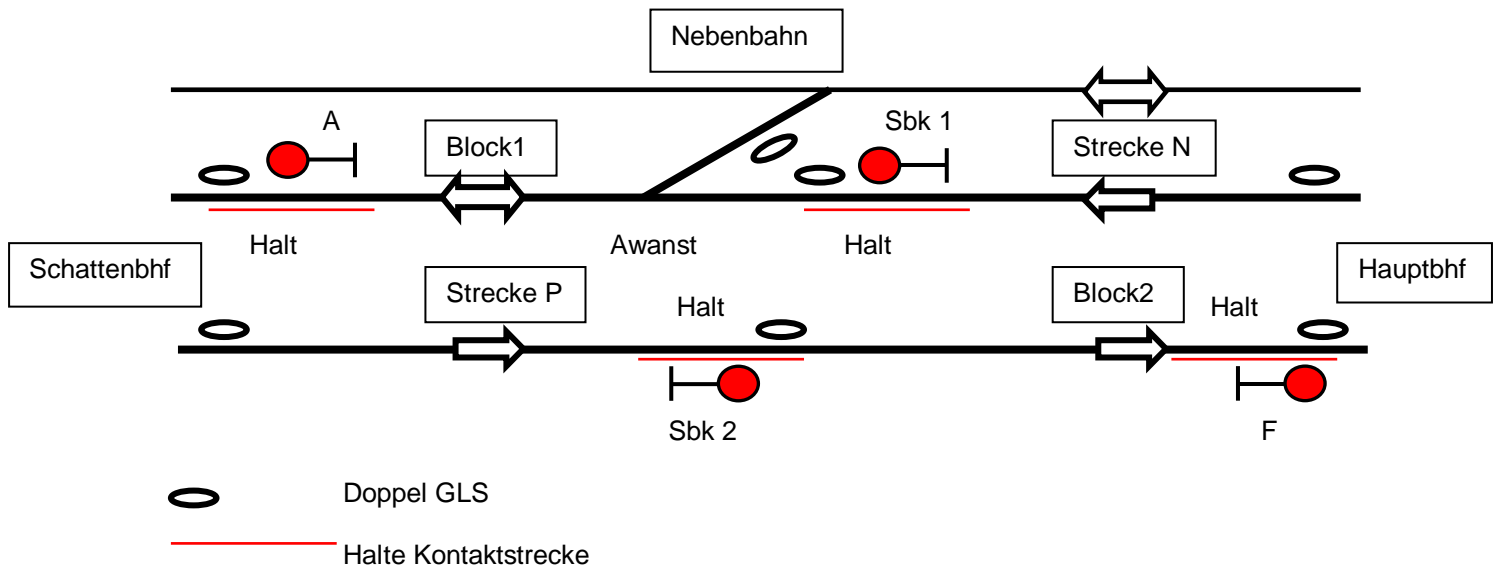 Nebenbahn
A
Sbk 1
Block1
Strecke N
Halt
Awanst
Halt
Schattenbhf
Hauptbhf
Strecke P
Halt
Block2
Halt
Sbk 2
F
Doppel GLS
Halte Kontaktstrecke